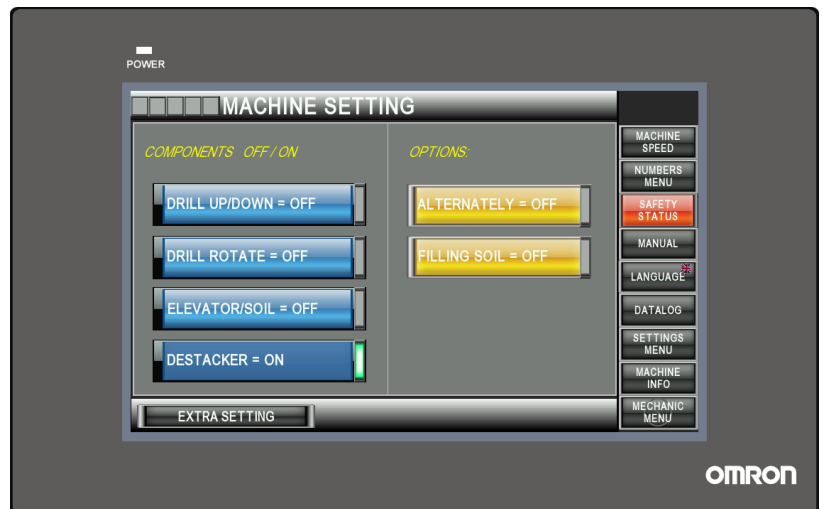 POWER
MACHINE SETTING
COMPONENTS OFF / ON
OPTIONS:
DRILL UP/DOWN = OFF
ALTERNATELY = OFF
DRILL ROTATE = OFF
FILLING SOIL = OFF
ELEVATOR/SOIL = OFF
DESTACKER = ON
EXTRA SETTING
MACHINE
SPEED
NUMBERS
MENU
SAFETY
STATUS
MANUAL
LANGUAGE
DATALOG
SETTINGS
MENU
MACHINE
INFO
MECHANIC
MENU
OMRON